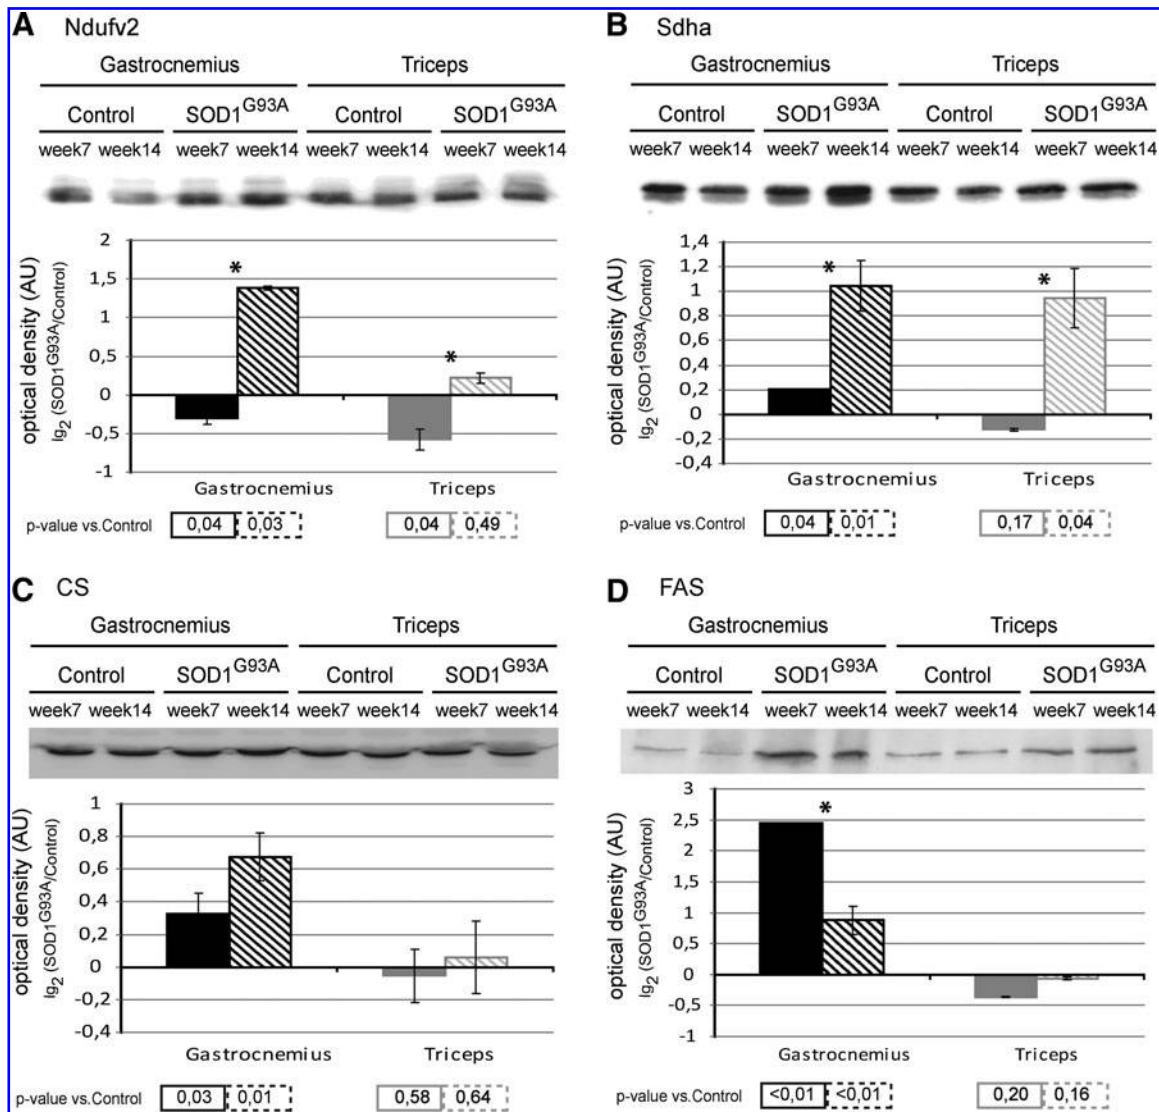 A Ndufv2
Gastrocnemius Triceps
Control SOD1G93A Control SOD1G93A
week7 week14 week7 week14 week7 week14 week7 week14
optical density (AU)
lg2 (SOD1G93A/Control)
2
1,5
1
0,5
0
-0,5
-1
*
*
Gastrocnemius Triceps
p-value vs.Control 0,04 0,03 0,04 0,49
B Sdha
Gastrocnemius Triceps
Control SOD1G93A Control SOD1G93A
week7 week14 week7 week14 week7 week14 week7 week14
optical density (AU)
lg2 (SOD1G93A/Control)
1,4
1,2
1
0,8
0,6
0,4
0,2
0
-0,2
-0,4
*
*
Gastrocnemius Triceps
p-value vs.Control 0,04 0,01 0,17 0,04
C CS
Gastrocnemius Triceps
Control SOD1G93A Control SOD1G93A
week7 week14 week7 week14 week7 week14 week7 week14
optical density (AU)
lg2 (SOD1G93A/Control)
1
0,8
0,6
0,4
0,2
0
-0,2
-0,4
Gastrocnemius Triceps
p-value vs.Control 0,03 0,01 0,58 0,64
D FAS
Gastrocnemius Triceps
Control SOD1G93A Control SOD1G93A
week7 week14 week7 week14 week7 week14 week7 week14
optical density (AU)
lg2 (SOD1G93A/Control)
3
2,5
2
1,5
1
0,5
0
-0,5
-1
*
Gastrocnemius Triceps
p-value vs.Control <0,01 <0,01 0,20 0,16